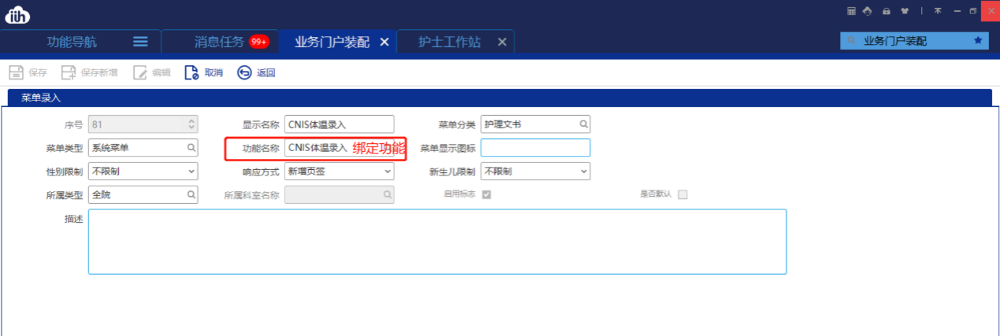 iih
功能导航 消息任务 99+ 业务门户装配 护士工作站 业务门户装配
保存 保存新增 编辑 取消 返回
菜单录入
序号 81 显示名称 CNIS体温录入 菜单分类 护理文书
菜单类型 系统菜单 功能名称 CNIS体温录入 绑定功能 菜单显示图标
性别限制 不限制 响应方式 新增页签 新生儿限制 不限制
所属类型 全院 所属科室名称 启用标志 是否默认
描述